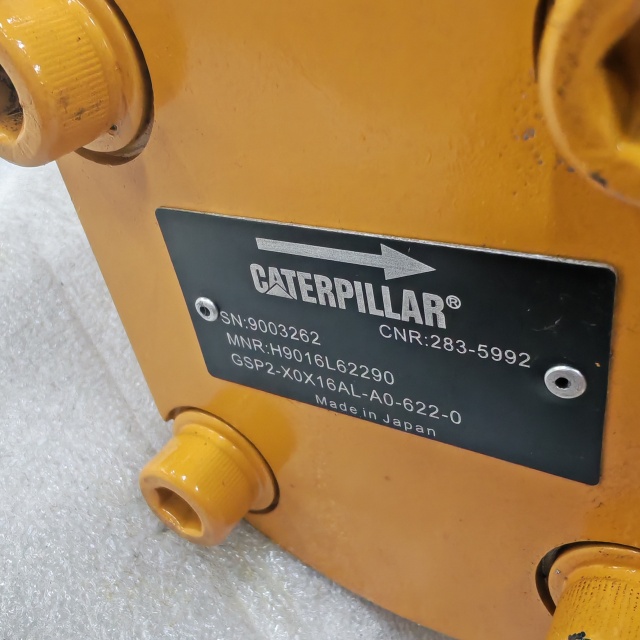 CATERPILLAR®
SN:9003262 CNR:283-5992
MNR:H9016L62290
GSP2-X0X16AL-A0-622-0
Made in Japan